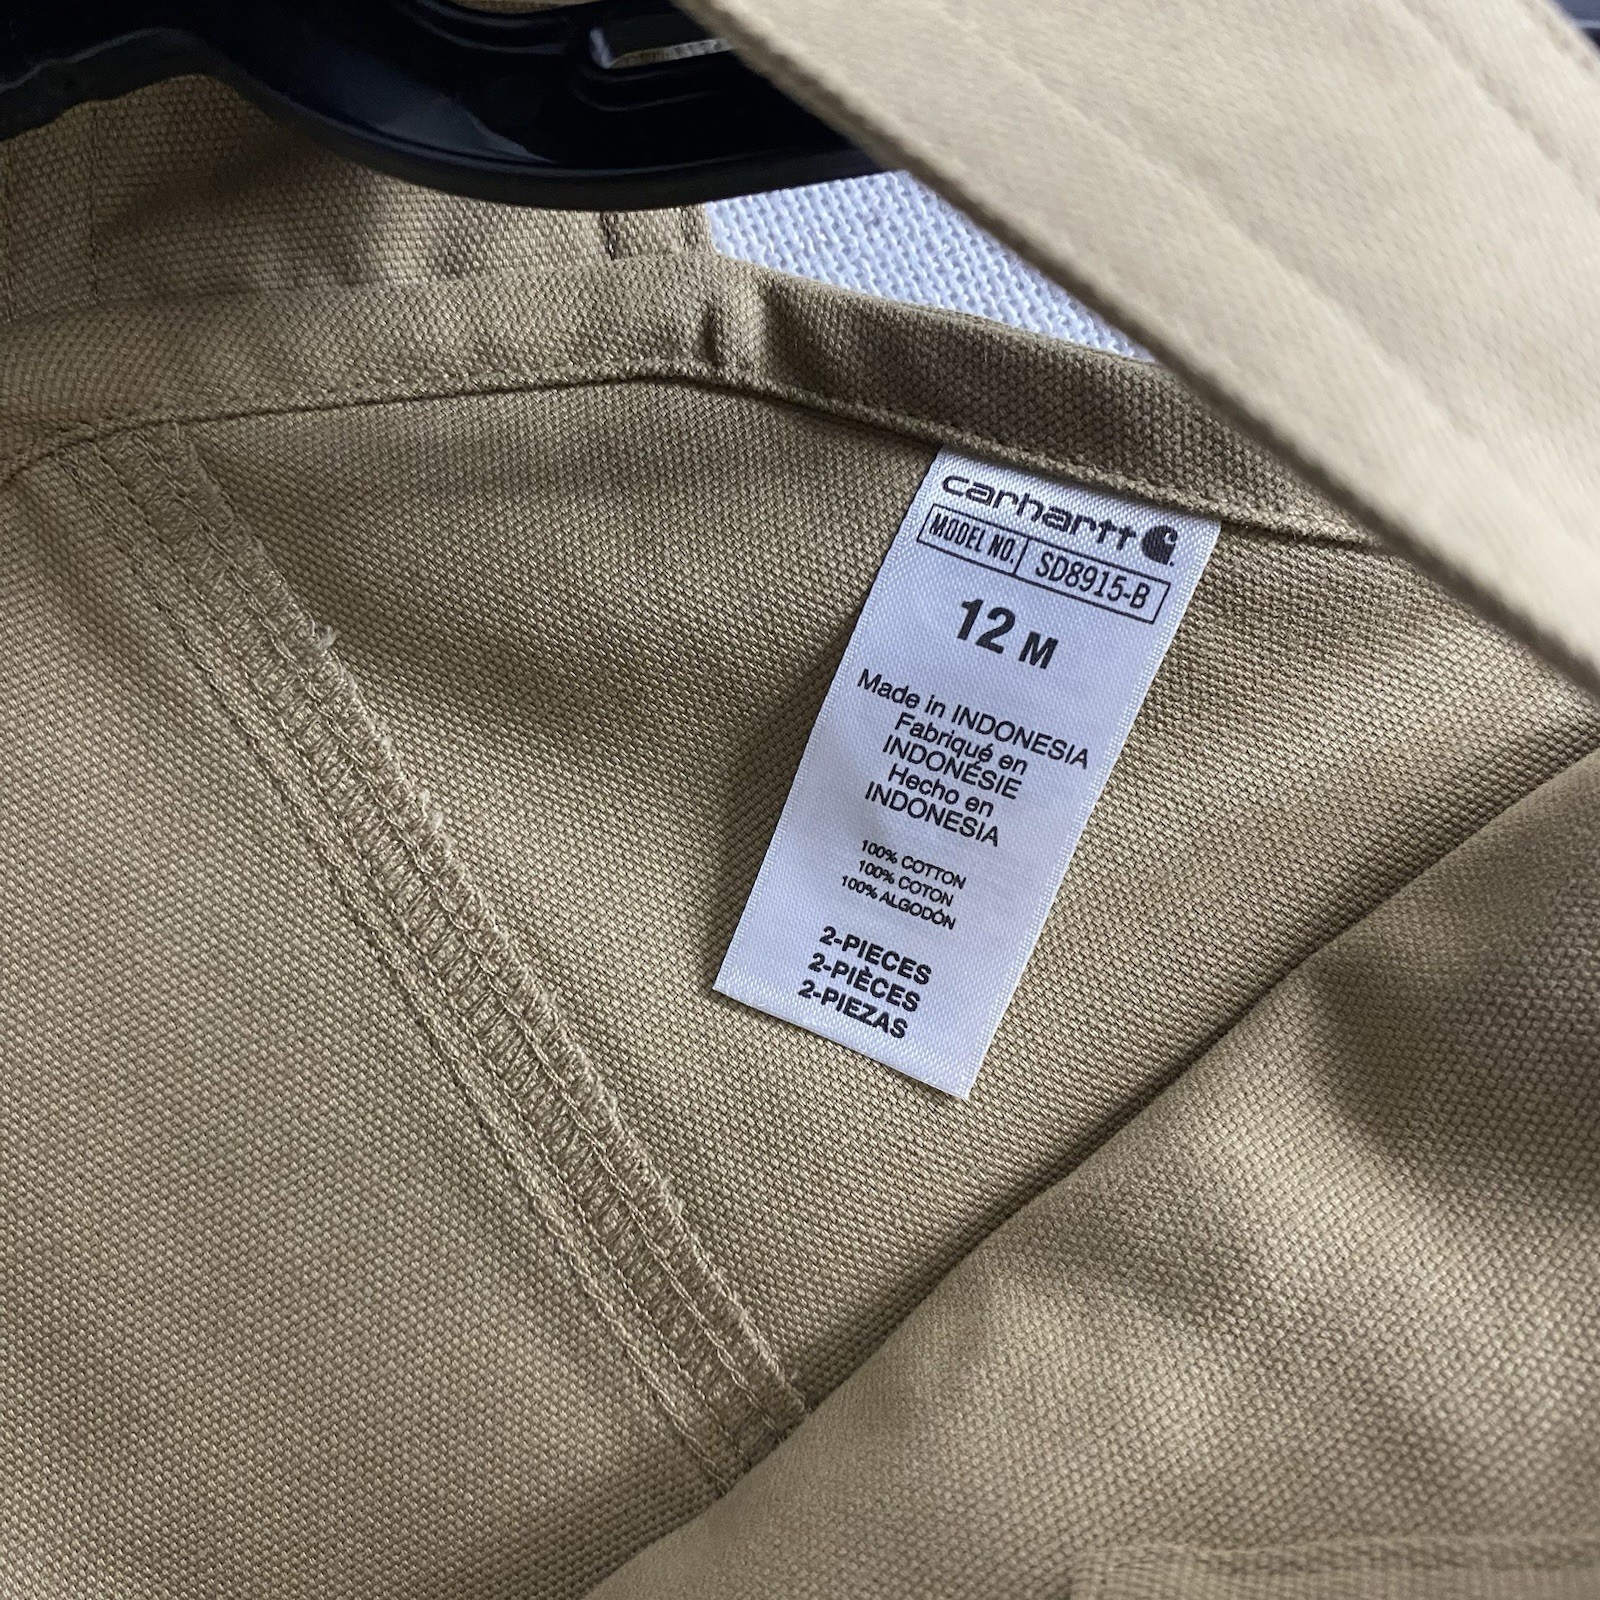 carhartt
MODEL NO. SD8915-B
12 M
Made in INDONESIA
Fabriqué en
INDONÉSIE
Hecho en
INDONESIA
100% COTTON
100% COTON
100% ALGODÓN
2-PIECES
2-PIÈCES
2-PIEZAS